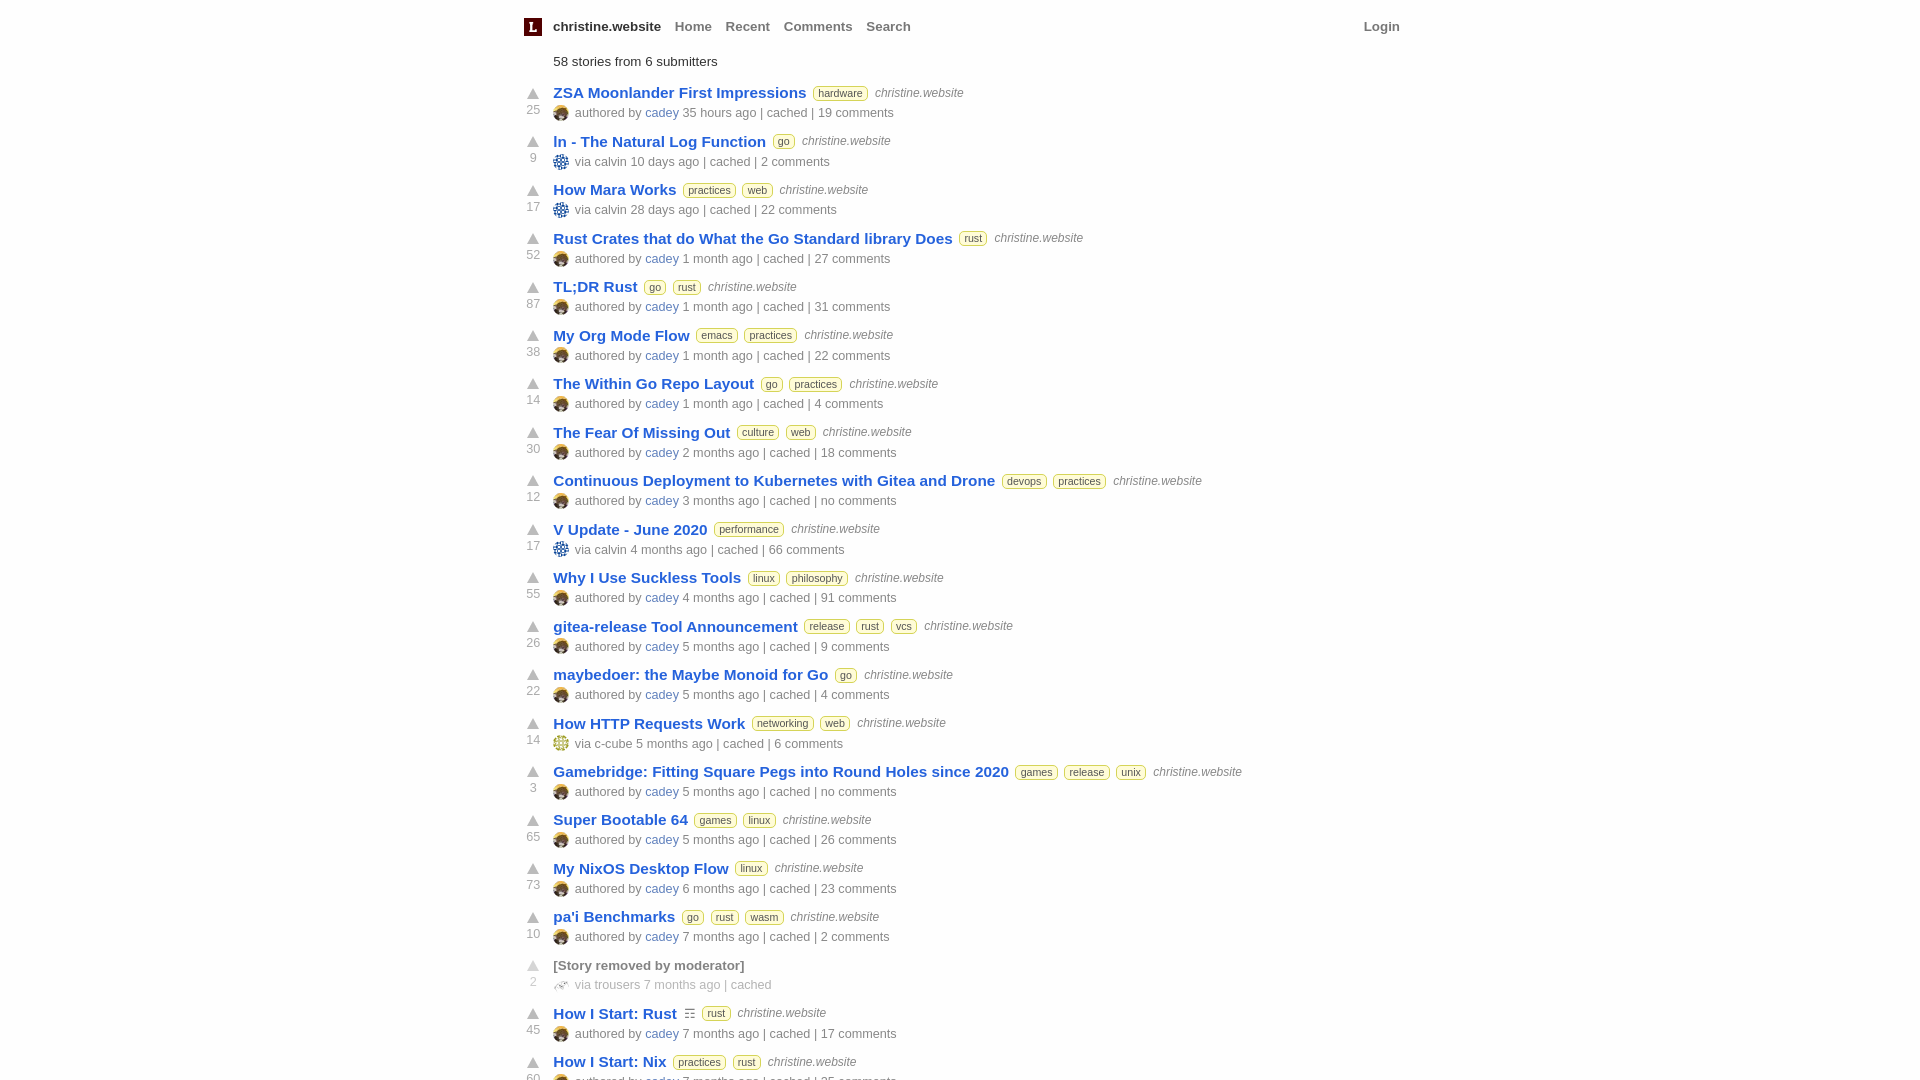 L christine.website Home Recent Comments Search Login
58 stories from 6 submitters
ZSA Moonlander First Impressions hardware christine.website
25 authored by cadey 35 hours ago | cached | 19 comments
ln - The Natural Log Function go christine.website
9 via calvin 10 days ago | cached | 2 comments
How Mara Works practices web christine.website
17 via calvin 28 days ago | cached | 22 comments
Rust Crates that do What the Go Standard library Does rust christine.website
52 authored by cadey 1 month ago | cached | 27 comments
TL;DR Rust go rust christine.website
87 authored by cadey 1 month ago | cached | 31 comments
My Org Mode Flow emacs practices christine.website
38 authored by cadey 1 month ago | cached | 22 comments
The Within Go Repo Layout go practices christine.website
14 authored by cadey 1 month ago | cached | 4 comments
The Fear Of Missing Out culture web christine.website
30 authored by cadey 2 months ago | cached | 18 comments
Continuous Deployment to Kubernetes with Gitea and Drone devops practices christine.website
12 authored by cadey 3 months ago | cached | no comments
V Update - June 2020 performance christine.website
17 via calvin 4 months ago | cached | 66 comments
Why I Use Suckless Tools linux philosophy christine.website
55 authored by cadey 4 months ago | cached | 91 comments
gitea-release Tool Announcement release rust vcs christine.website
26 authored by cadey 5 months ago | cached | 9 comments
maybedoer: the Maybe Monoid for Go go christine.website
22 authored by cadey 5 months ago | cached | 4 comments
How HTTP Requests Work networking web christine.website
14 via c-cube 5 months ago | cached | 6 comments
Gamebridge: Fitting Square Pegs into Round Holes since 2020 games release unix christine.website
3 authored by cadey 5 months ago | cached | no comments
Super Bootable 64 games linux christine.website
65 authored by cadey 5 months ago | cached | 26 comments
My NixOS Desktop Flow linux christine.website
73 authored by cadey 6 months ago | cached | 23 comments
pa'i Benchmarks go rust wasm christine.website
10 authored by cadey 7 months ago | cached | 2 comments
[Story removed by moderator]
2 via trousers 7 months ago | cached
How I Start: Rust ☶ rust christine.website
45 authored by cadey 7 months ago | cached | 17 comments
How I Start: Nix practices rust christine.website
60 authored by cadey 7 months ago | cached | 25 comments